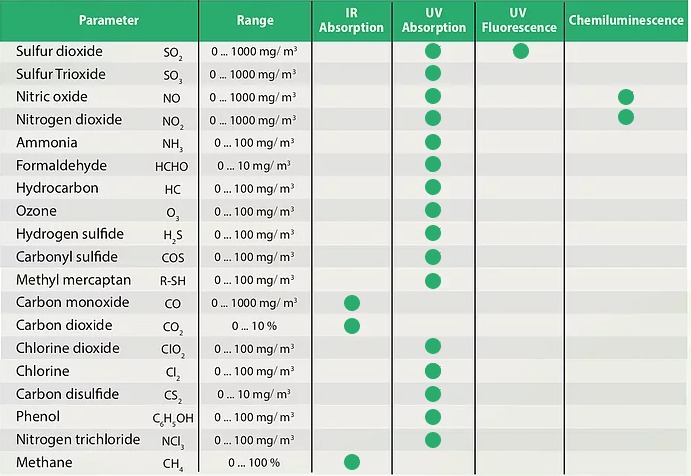 Parameter Range IR Absorption UV Absorption UV Fluorescence Chemiluminescence
Sulfur dioxide SO₂ 0 ... 1000 mg/ m³
Sulfur Trioxide SO₃ 0 ... 1000 mg/ m³
Nitric oxide NO 0 ... 1000 mg/ m³
Nitrogen dioxide NO₂ 0 ... 1000 mg/ m³
Ammonia NH₃ 0 ... 100 mg/ m³
Formaldehyde HCHO 0 ... 10 mg/ m³
Hydrocarbon HC 0 ... 100 mg/ m³
Ozone O₃ 0 ... 100 mg/ m³
Hydrogen sulfide H₂S 0 ... 100 mg/ m³
Carbonyl sulfide COS 0 ... 100 mg/ m³
Methyl mercaptan R-SH 0 ... 100 mg/ m³
Carbon monoxide CO 0 ... 1000 mg/ m³
Carbon dioxide CO₂ 0 ... 10 %
Chlorine dioxide ClO₂ 0 ... 100 mg/ m³
Chlorine Cl₂ 0 ... 100 mg/ m³
Carbon disulfide CS₂ 0 ... 10 mg/ m³
Phenol C₆H₅OH 0 ... 100 mg/ m³
Nitrogen trichloride NCl₃ 0 ... 100 mg/ m³
Methane CH₄ 0 ... 100 %